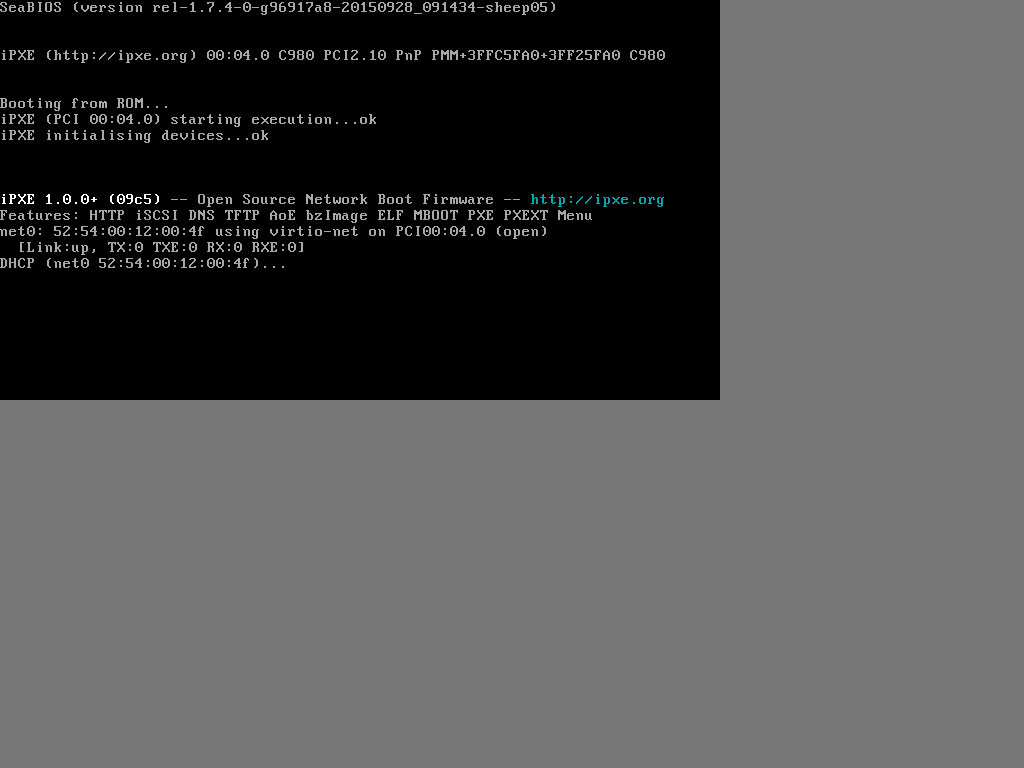 SeaBIOS (version rel-1.7.4-0-g96917a8-20150928_091434-sheep05)
iPXE (http://ipxe.org) 00:04.0 C980 PCI2.10 PnP PMM+3FFC5FA0+3FF25FA0 C980
Booting from ROM...
iPXE (PCI 00:04.0) starting execution...ok
iPXE initialising devices...ok
iPXE 1.0.0+ (09c5) -- Open Source Network Boot Firmware -- http://ipxe.org
Features: HTTP iSCSI DNS TFTP AoE bzImage ELF MBOOT PXE PXEXT Menu
net0: 52:54:00:12:00:4f using virtio-net on PCI00:04.0 (open)
[Link:up, TX:0 TXE:0 RX:0 RXE:0]
DHCP (net0 52:54:00:12:00:4f)...